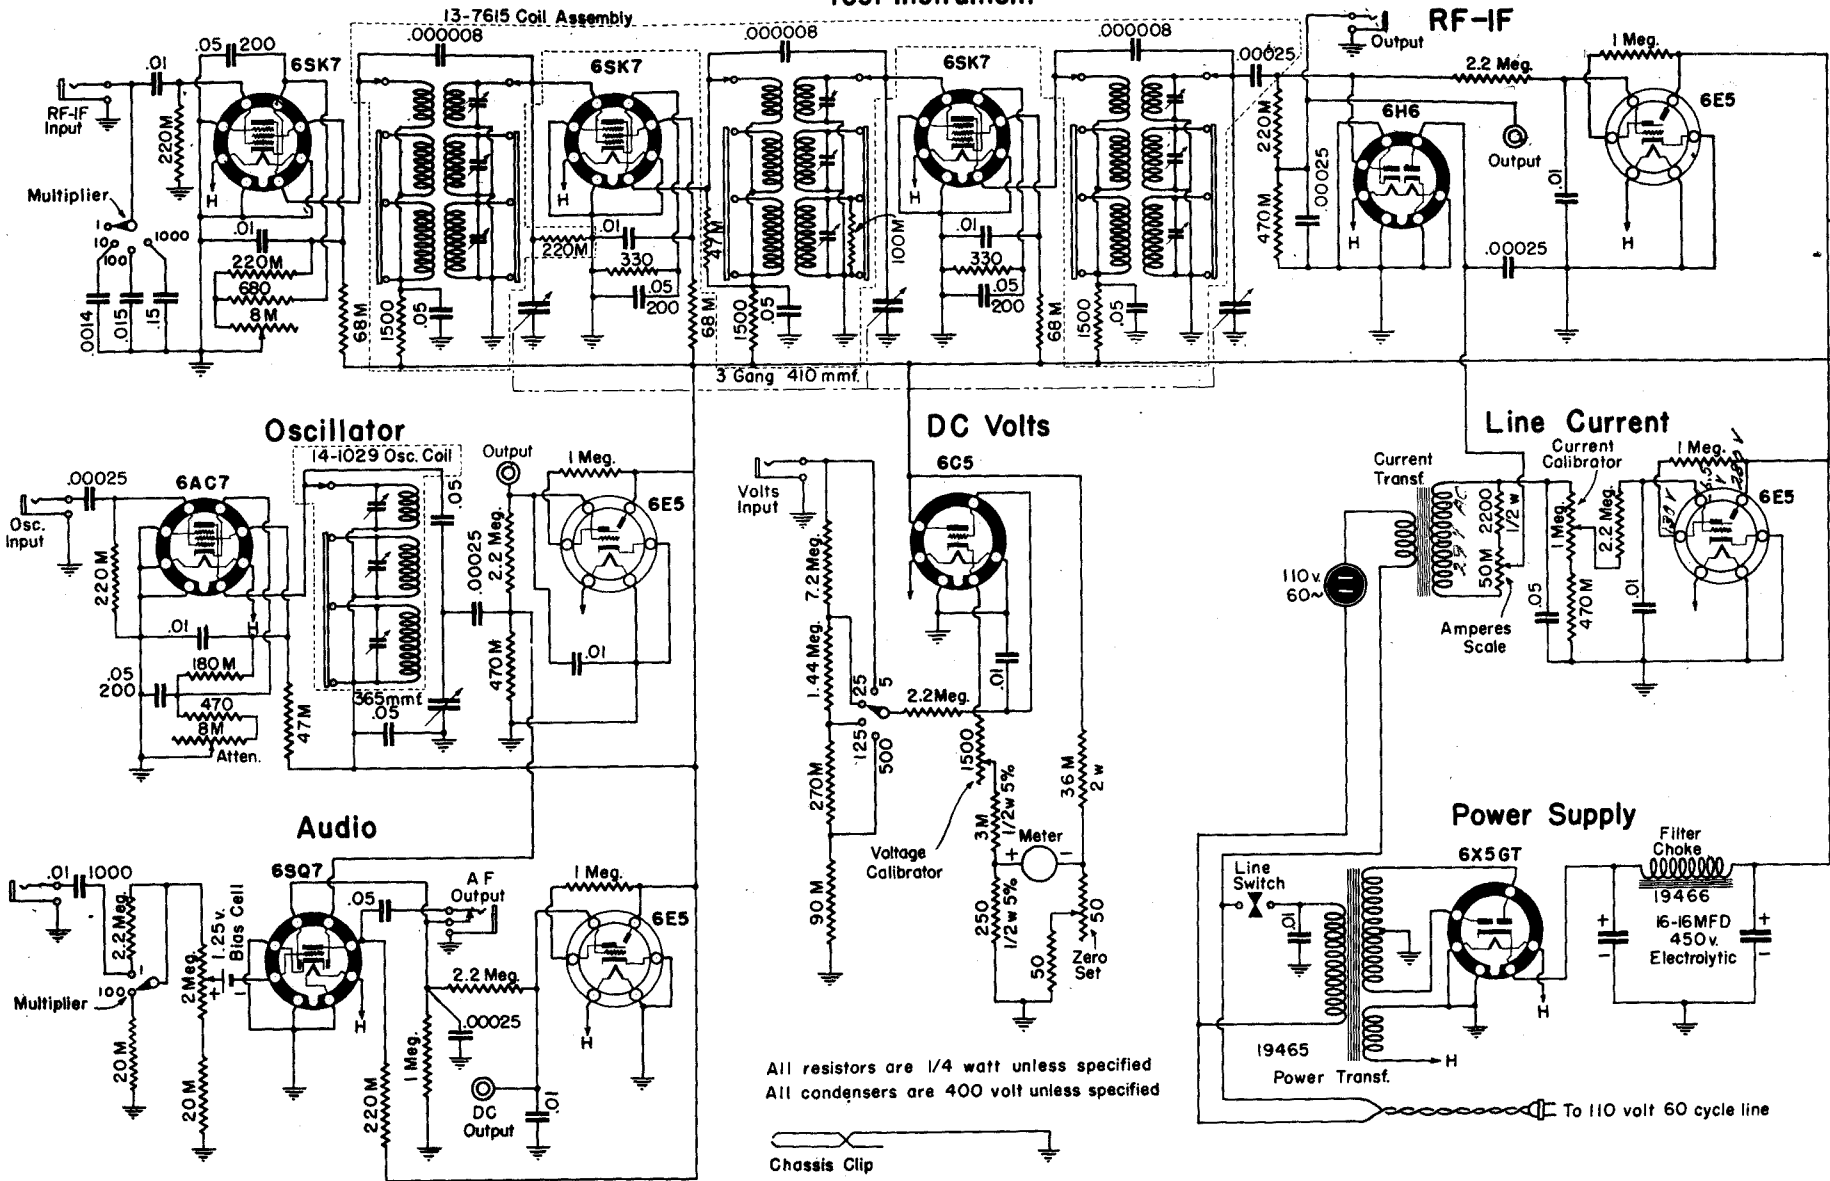 Test Instrument
13-7615 Coil Assembly
RF-IF
.05 200
6SK7
.01
RF-IF
Input
220M
H
Multiplier
1
10
100
1000
.0014
.015
.15
.01
220M
680
8M
68M
.000008
1500
.05
6SK7
H
220M
.01
330
.05
200
47M
68M
.000008
1500
.05
100M
6SK7
H
.01
330
.05
200
68M
.000008
1500
.05
3 Gang 410 mmf.
.00025
Output
220M
470M
.00025
6H6
H
2.2 Meg.
Output
.00025
.01
1 Meg.
6E5
H
Oscillator
14-1029 Osc. Coil
.00025
6AC7
Osc.
Input
220M
H
.01
180M
.05
200
470
8M
Atten.
47M
365mmf.
.05
.05
.00025
Output
2.2 Meg.
470M
1 Meg.
6E5
.01
DC Volts
Volts
Input
6C5
7.2 Meg.
1.44 Meg.
270M
90M
5
25
125
500
2.2Meg.
.01
1500
Voltage
Calibrator
3M
1/2w 5%
250
1/2w 5%
Meter
+
−
36M
2w
50
50
Zero
Set
Line Current
Current
Transf.
Current
Calibrator
1 Meg.
6E5
110 v.
60~
2200
1/2 w
50M
Amperes
Scale
1 Meg.
470M
2.2 Meg.
.05
.01
Audio
.01 1000
2.2 Meg.
1
100
Multiplier
20M
2 Meg.
20M
1.25v.
Bias Cell
+
−
6SQ7
H
.05
A F
Output
2.2 Meg.
.00025
1 Meg.
220M
DC
Output
.01
1 Meg.
6E5
H
Power Supply
Line
Switch
.01
19465
Power Transf.
6X5GT
H
H
Filter
Choke
19466
16-16MFD
450v.
Electrolytic
+
−
+
−
To 110 volt 60 cycle line
All resistors are 1/4 watt unless specified
All condensers are 400 volt unless specified
Chassis Clip